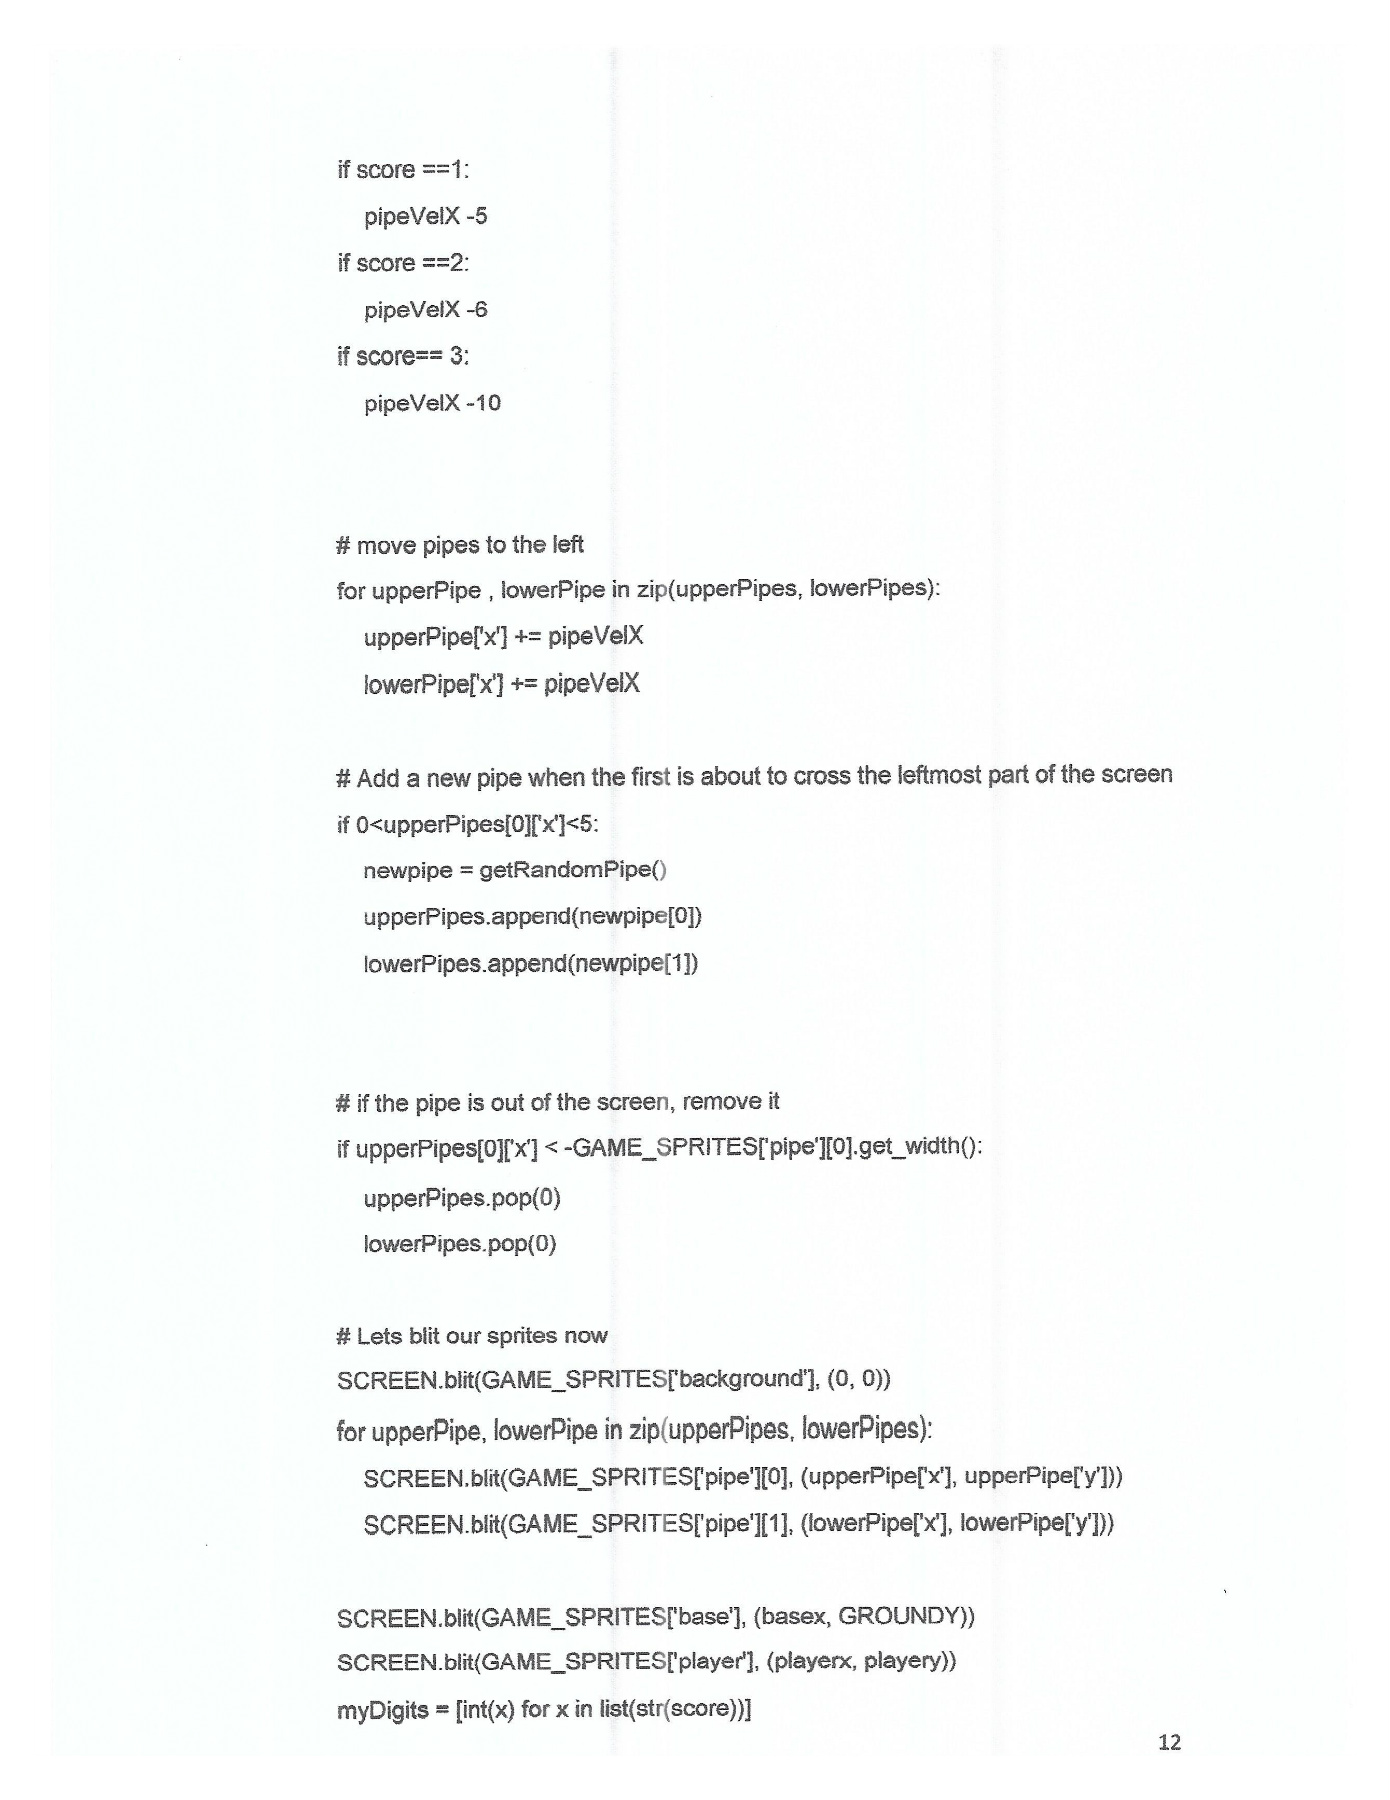 if score ==1:
pipeVelX -5
if score ==2:
pipeVelX -6
if score== 3:
pipeVelX -10
# move pipes to the left
for upperPipe , lowerPipe in zip(upperPipes, lowerPipes):
upperPipe['x'] += pipeVelX
lowerPipe['x'] += pipeVelX
# Add a new pipe when the first is about to cross the leftmost part of the screen
if 0<upperPipes[0]['x']<5:
newpipe = getRandomPipe()
upperPipes.append(newpipe[0])
lowerPipes.append(newpipe[1])
# if the pipe is out of the screen, remove it
if upperPipes[0]['x'] < -GAME_SPRITES['pipe'][0].get_width():
upperPipes.pop(0)
lowerPipes.pop(0)
# Lets blit our sprites now
SCREEN.blit(GAME_SPRITES['background'], (0, 0))
for upperPipe, lowerPipe in zip(upperPipes, lowerPipes):
SCREEN.blit(GAME_SPRITES['pipe'][0], (upperPipe['x'], upperPipe['y']))
SCREEN.blit(GAME_SPRITES['pipe'][1], (lowerPipe['x'], lowerPipe['y']))
SCREEN.blit(GAME_SPRITES['base'], (basex, GROUNDY))
SCREEN.blit(GAME_SPRITES['player'], (playerx, playery))
myDigits = [int(x) for x in list(str(score))]
12